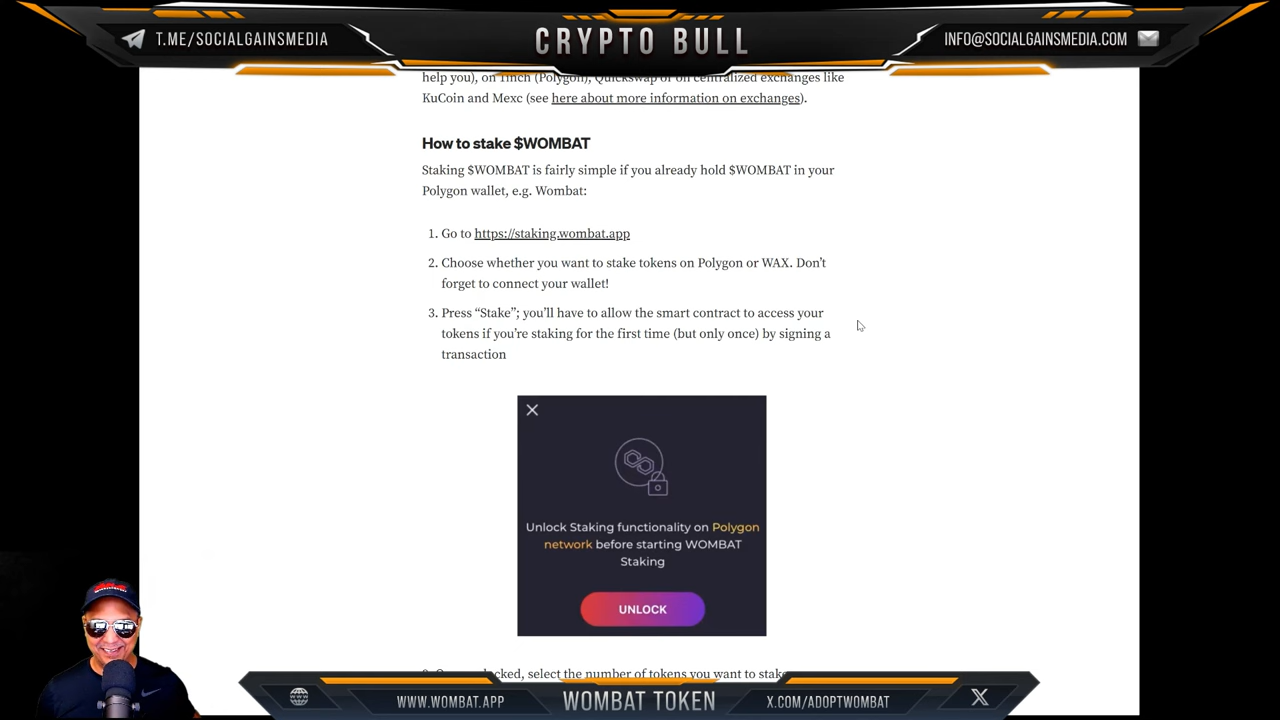 T.ME/SOCIALGAINSMEDIA
CRYPTO BULL
INFO@SOCIALGAINSMEDIA.COM
help you), on 1inch (Polygon), Quickswap or on centralized exchanges like
KuCoin and Mexc (see here about more information on exchanges).
How to stake $WOMBAT
Staking $WOMBAT is fairly simple if you already hold $WOMBAT in your
Polygon wallet, e.g. Wombat:
1. Go to https://staking.wombat.app
2. Choose whether you want to stake tokens on Polygon or WAX. Don’t
forget to connect your wallet!
3. Press “Stake”; you’ll have to allow the smart contract to access your
tokens if you’re staking for the first time (but only once) by signing a
transaction
Unlock Staking functionality on Polygon
network before starting WOMBAT
Staking
UNLOCK
select the number of tokens you want to stake
WWW.WOMBAT.APP
WOMBAT TOKEN
X.COM/ADOPTWOMBAT